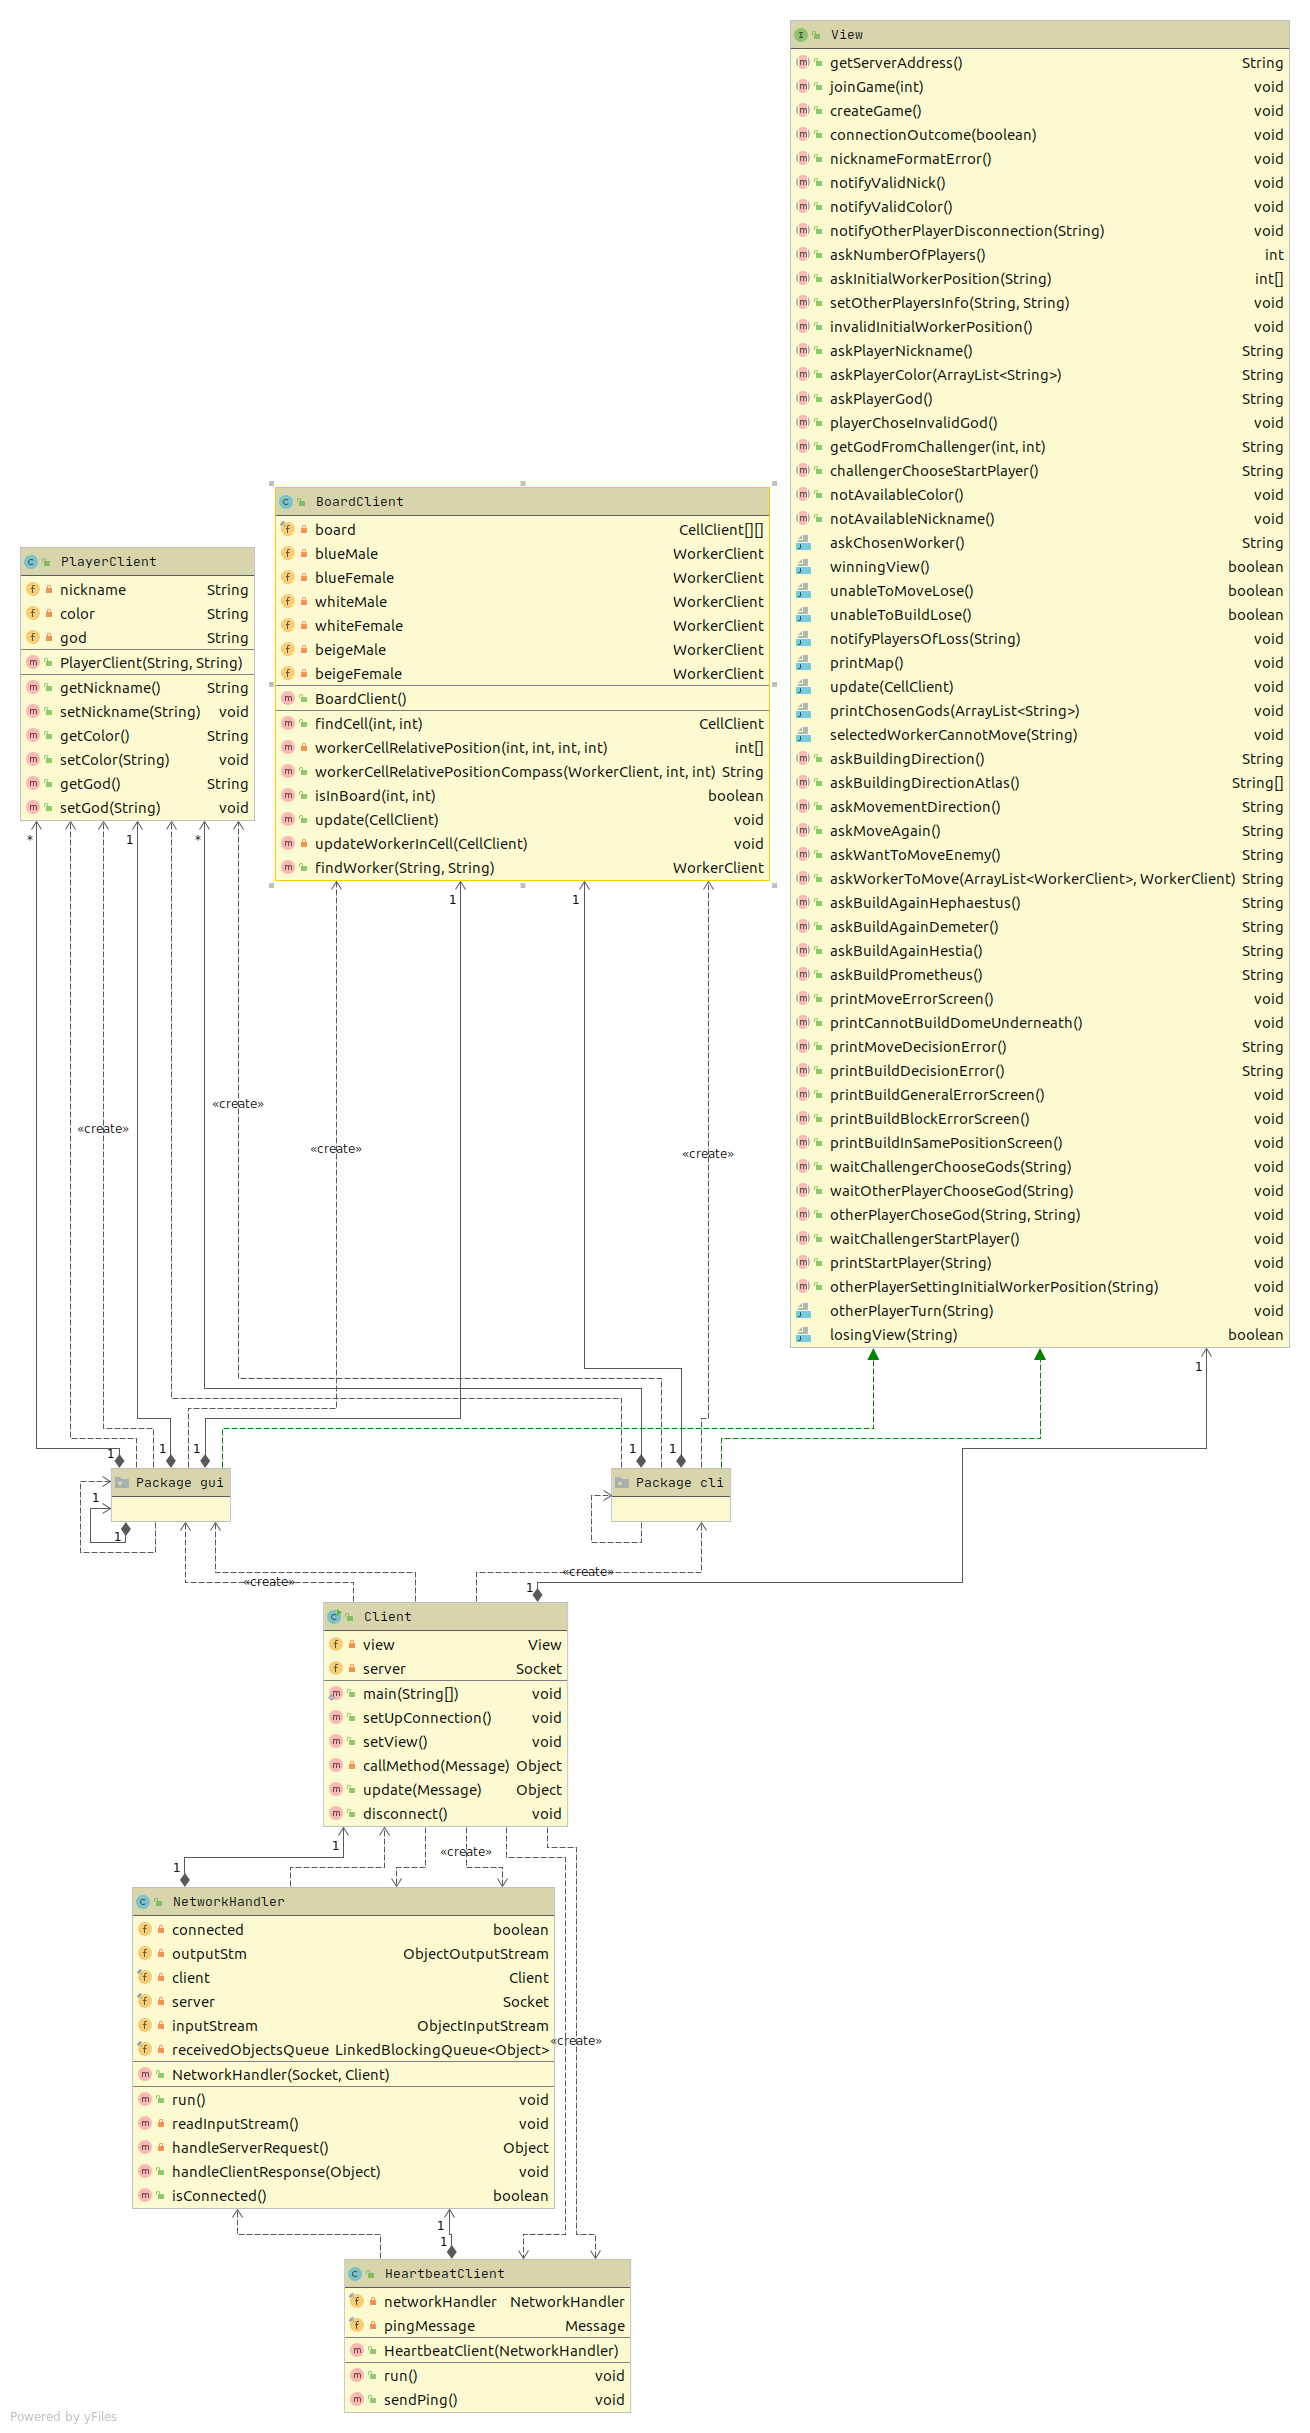 View
getServerAddress() String
joinGame(int) void
createGame() void
connectionOutcome(boolean) void
nicknameFormatError() void
notifyValidNick() void
notifyValidColor() void
notifyOtherPlayerDisconnection(String) void
askNumberOfPlayers() int
askInitialWorkerPosition(String) int[]
setOtherPlayersInfo(String, String) void
invalidInitialWorkerPosition() void
askPlayerNickname() String
askPlayerColor(ArrayList<String>) String
askPlayerGod() String
playerChoseInvalidGod() void
getGodFromChallenger(int, int) String
challengerChooseStartPlayer() String
notAvailableColor() void
notAvailableNickname() void
askChosenWorker() String
winningView() boolean
unableToMoveLose() boolean
unableToBuildLose() boolean
notifyPlayersOfLoss(String) void
printMap() void
update(CellClient) void
printChosenGods(ArrayList<String>) void
selectedWorkerCannotMove(String) void
askBuildingDirection() String
askBuildingDirectionAtlas() String[]
askMovementDirection() String
askMoveAgain() String
askWantToMoveEnemy() String
askWorkerToMove(ArrayList<WorkerClient>, WorkerClient) String
askBuildAgainHephaestus() String
askBuildAgainDemeter() String
askBuildAgainHestia() String
askBuildPrometheus() String
printMoveErrorScreen() void
printCannotBuildDomeUnderneath() void
printMoveDecisionError() String
printBuildDecisionError() String
printBuildGeneralErrorScreen() void
printBuildBlockErrorScreen() void
printBuildInSamePositionScreen() void
waitChallengerChooseGods(String) void
waitOtherPlayerChooseGod(String) void
otherPlayerChoseGod(String, String) void
waitChallengerStartPlayer() void
printStartPlayer(String) void
otherPlayerSettingInitialWorkerPosition(String) void
otherPlayerTurn(String) void
losingView(String) boolean
BoardClient
board CellClient[][]
blueMale WorkerClient
blueFemale WorkerClient
whiteMale WorkerClient
whiteFemale WorkerClient
beigeMale WorkerClient
beigeFemale WorkerClient
BoardClient()
findCell(int, int) CellClient
workerCellRelativePosition(int, int, int, int) int[]
workerCellRelativePositionCompass(WorkerClient, int, int) String
isInBoard(int, int) boolean
update(CellClient) void
updateWorkerInCell(CellClient) void
findWorker(String, String) WorkerClient
PlayerClient
nickname String
color String
god String
PlayerClient(String, String)
getNickname() String
setNickname(String) void
getColor() String
setColor(String) void
getGod() String
setGod(String) void
* 1 * 1 1
«create»
«create»
«create»
«create»
1
1 1 1 1 1
Package gui
Package cli
1
1
«create»
«create»
1
Client
view View
server Socket
main(String[]) void
setUpConnection() void
setView() void
callMethod(Message) Object
update(Message) Object
disconnect() void
1
«create»
1
NetworkHandler
connected boolean
outputStm ObjectOutputStream
client Client
server Socket
inputStream ObjectInputStream
receivedObjectsQueue LinkedBlockingQueue<Object>
NetworkHandler(Socket, Client)
run() void
readInputStream() void
handleServerRequest() Object
handleClientResponse(Object) void
isConnected() boolean
«create»
1
1
HeartbeatClient
networkHandler NetworkHandler
pingMessage Message
HeartbeatClient(NetworkHandler)
run() void
sendPing() void
Powered by yFiles